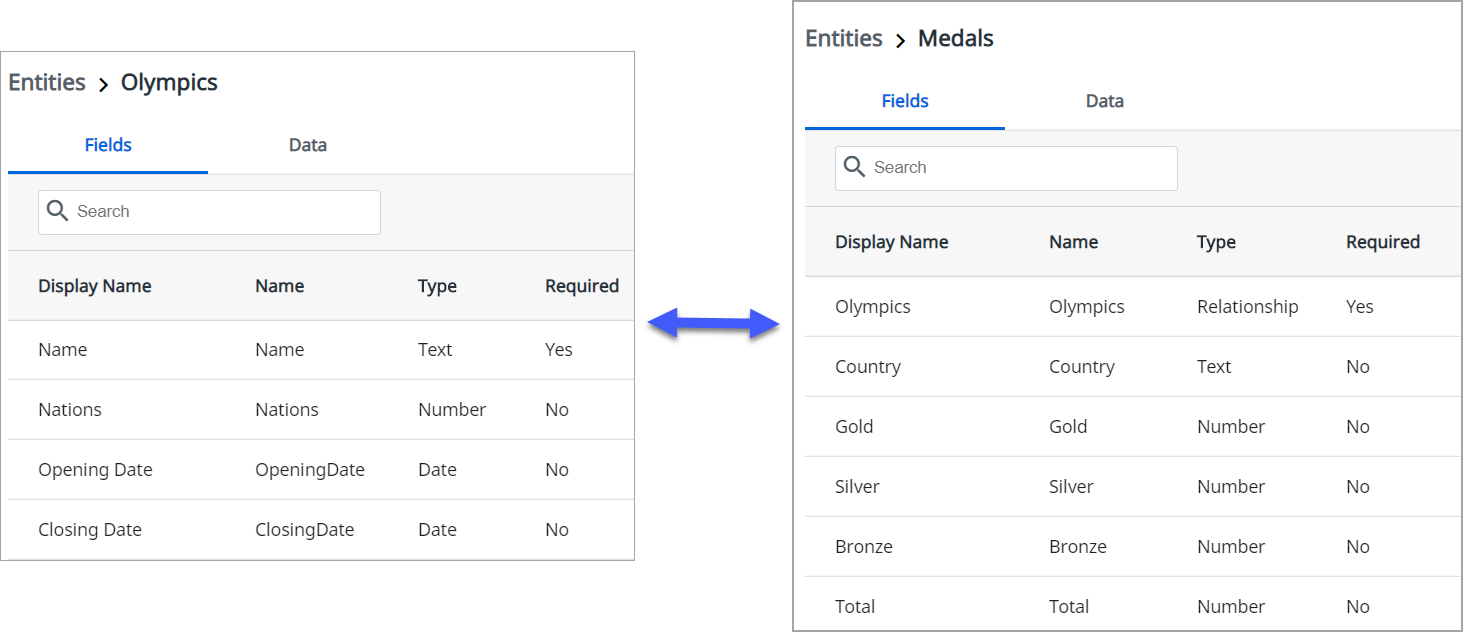 Entities > Olympics
Fields Data
Search
Display Name Name Type Required
Name Name Text Yes
Nations Nations Number No
Opening Date OpeningDate Date No
Closing Date ClosingDate Date No
Entities > Medals
Fields Data
Search
Display Name Name Type Required
Olympics Olympics Relationship Yes
Country Country Text No
Gold Gold Number No
Silver Silver Number No
Bronze Bronze Number No
Total Total Number No